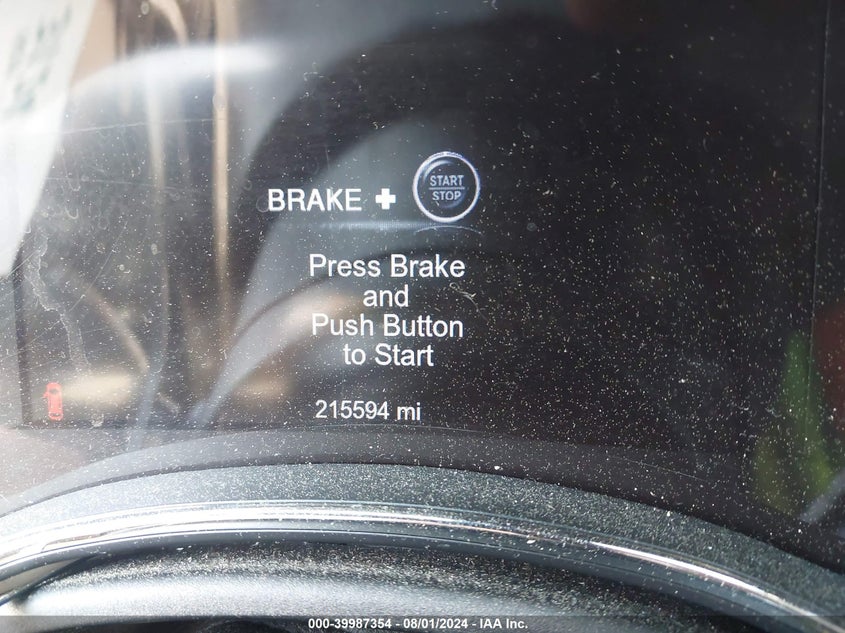 BRAKE + START STOP
Press Brake
and
Push Button
to Start
215594 mi
000-39987354 - 08/01/2024 - IAA Inc.